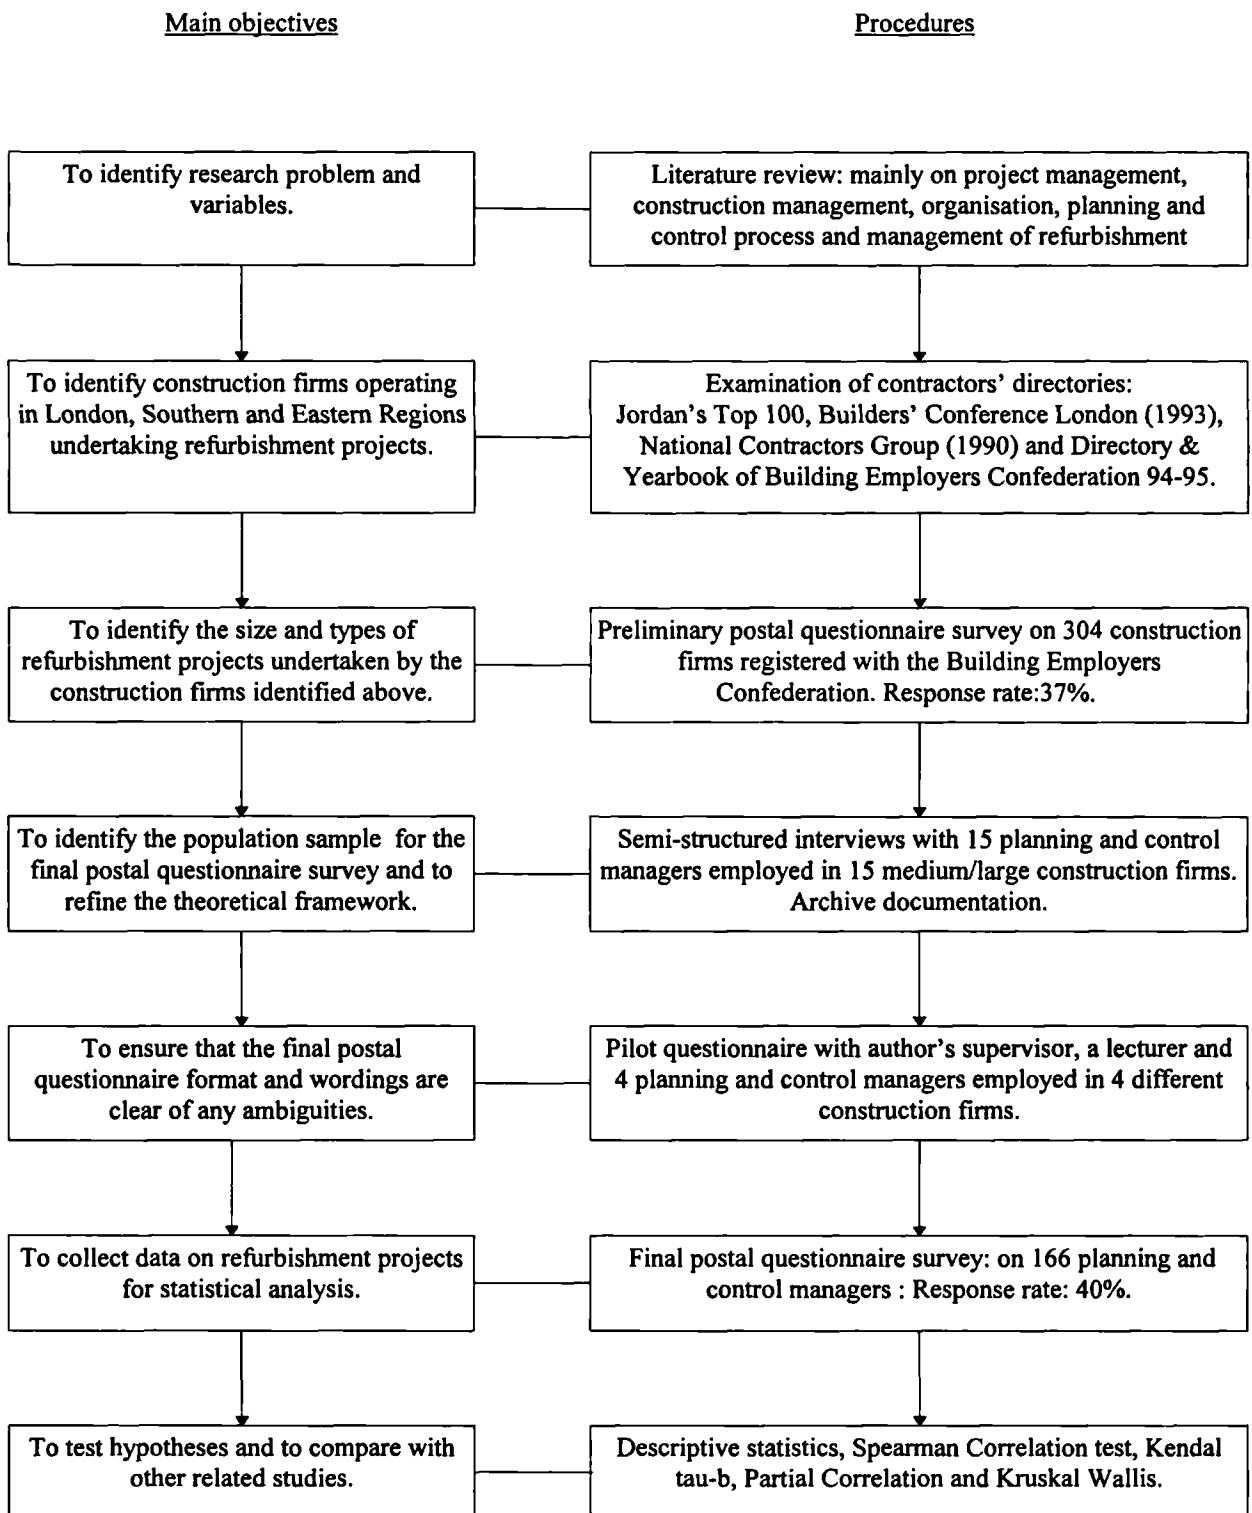 Main objectives
Procedures
To identify research problem and
variables.
Literature review: mainly on project management,
construction management, organisation, planning and
control process and management of refurbishment
To identify construction firms operating
in London, Southern and Eastern Regions
undertaking refurbishment projects.
Examination of contractors' directories:
Jordan's Top 100, Builders' Conference London (1993),
National Contractors Group (1990) and Directory &
Yearbook of Building Employers Confederation 94-95.
To identify the size and types of
refurbishment projects undertaken by the
construction firms identified above.
Preliminary postal questionnaire survey on 304 construction
firms registered with the Building Employers
Confederation. Response rate:37%.
To identify the population sample for the
final postal questionnaire survey and to
refine the theoretical framework.
Semi-structured interviews with 15 planning and control
managers employed in 15 medium/large construction firms.
Archive documentation.
To ensure that the final postal
questionnaire format and wordings are
clear of any ambiguities.
Pilot questionnaire with author's supervisor, a lecturer and
4 planning and control managers employed in 4 different
construction firms.
To collect data on refurbishment projects
for statistical analysis.
Final postal questionnaire survey: on 166 planning and
control managers : Response rate: 40%.
To test hypotheses and to compare with
other related studies.
Descriptive statistics, Spearman Correlation test, Kendal
tau-b, Partial Correlation and Kruskal Wallis.